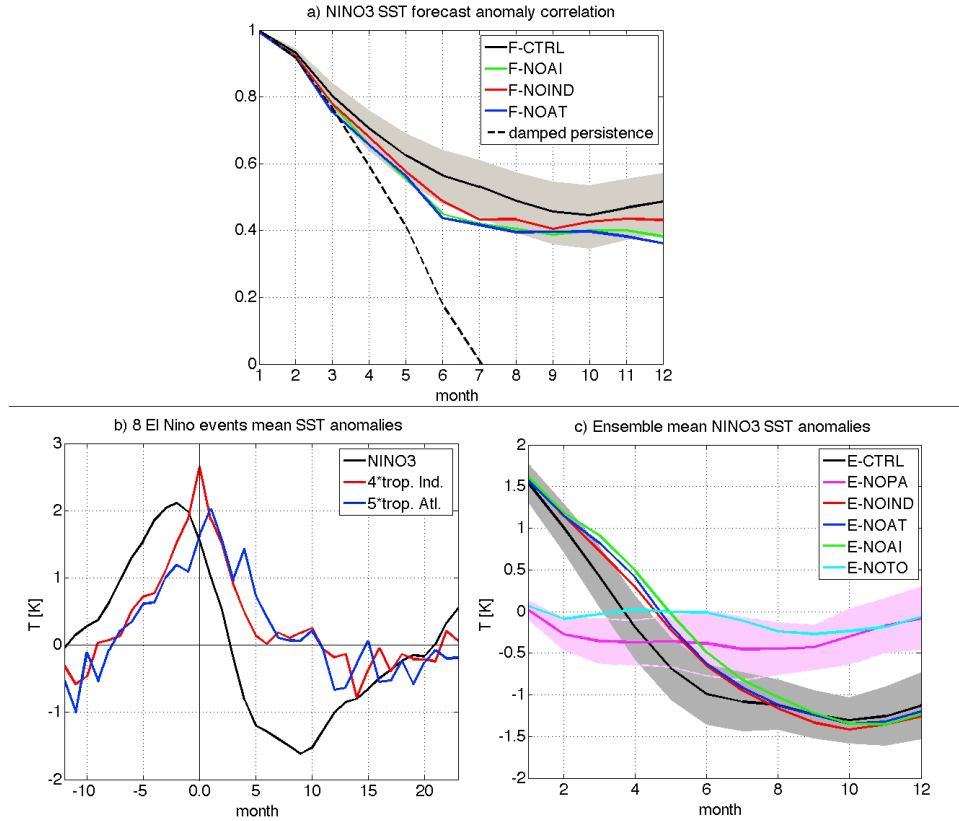 a) NINO3 SST forecast anomaly correlation
1
0.8
0.6
0.4
0.2
0
1 2 3 4 5 6 7 8 9 10 11 12
month
F-CTRL
F-NOAI
F-NOIND
F-NOAT
damped persistence
b) 8 El Nino events mean SST anomalies
T [K]
3
2
1
0
-1
-2
-10 -5 0.0 5 10 15 20
month
NINO3
4*trop. Ind.
5*trop. Atl.
c) Ensemble mean NINO3 SST anomalies
T [K]
2
1.5
1
0.5
0
-0.5
-1
-1.5
-2
2 4 6 8 10 12
month
E-CTRL
E-NOPA
E-NOIND
E-NOAT
E-NOAI
E-NOTO